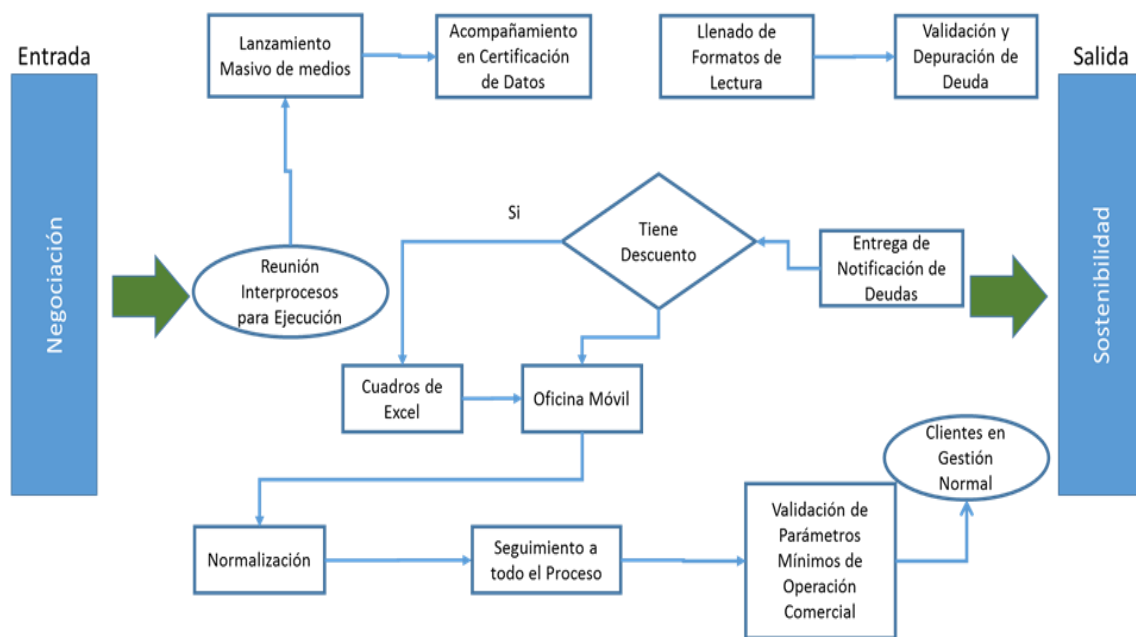 Entrada
Negociación
Lanzamiento
Masivo de medios
Acompañamiento
en Certificación
de Datos
Llenado de
Formatos de
Lectura
Validación y
Depuración de
Deuda
Salida
Sostenibilidad
Reunión
Interprocesos
para Ejecución
Si
Tiene
Descuento
Entrega de
Notificación de
Deudas
Cuadros de
Excel
Oficina Móvil
Normalización
Seguimiento a
todo el Proceso
Validación de
Parámetros
Mínimos de
Operación
Comercial
Clientes en
Gestión
Normal